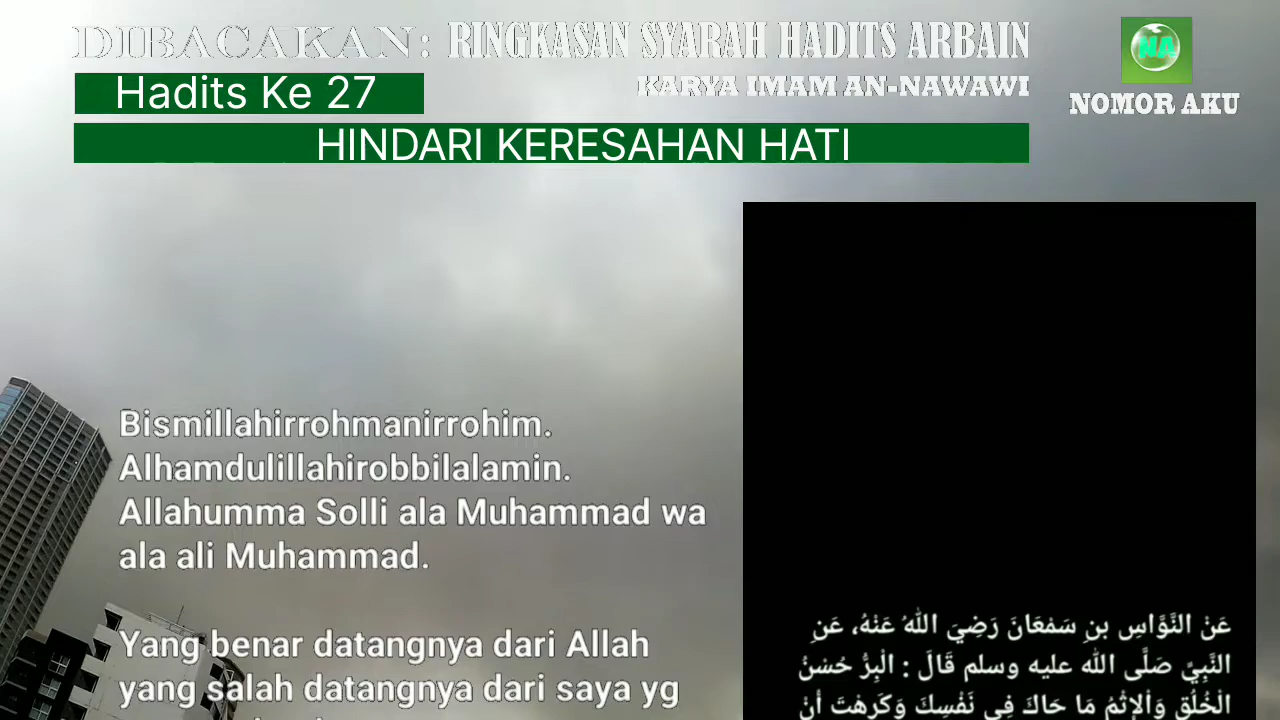 DIBACAKAN: RINGKASAN SYARAH HADITS ARBAIN
KARYA IMAM AN-NAWAWI
Hadits Ke 27
HINDARI KERESAHAN HATI
NA
NOMOR AKU
Bismillahirrohmanirrohim.
Alhamdulillahirobbilalamin.
Allahumma Solli ala Muhammad wa
ala ali Muhammad.
Yang benar datangnya dari Allah
yang salah datangnya dari saya yg
عَنْ النَّوَّاسِ بنِ سَمْعَانَ رَضِيَ اللَّهُ عَنْهُ، عَنِ
النَّبِيِّ صَلَّى الله عليه وسلم قَالَ : الْبِرُّ حُسْنُ
الْخُلُقِ وَاْلإِثْمُ مَا حَاكَ فِي نَفْسِكَ وَكَرِهْتَ أَنْ